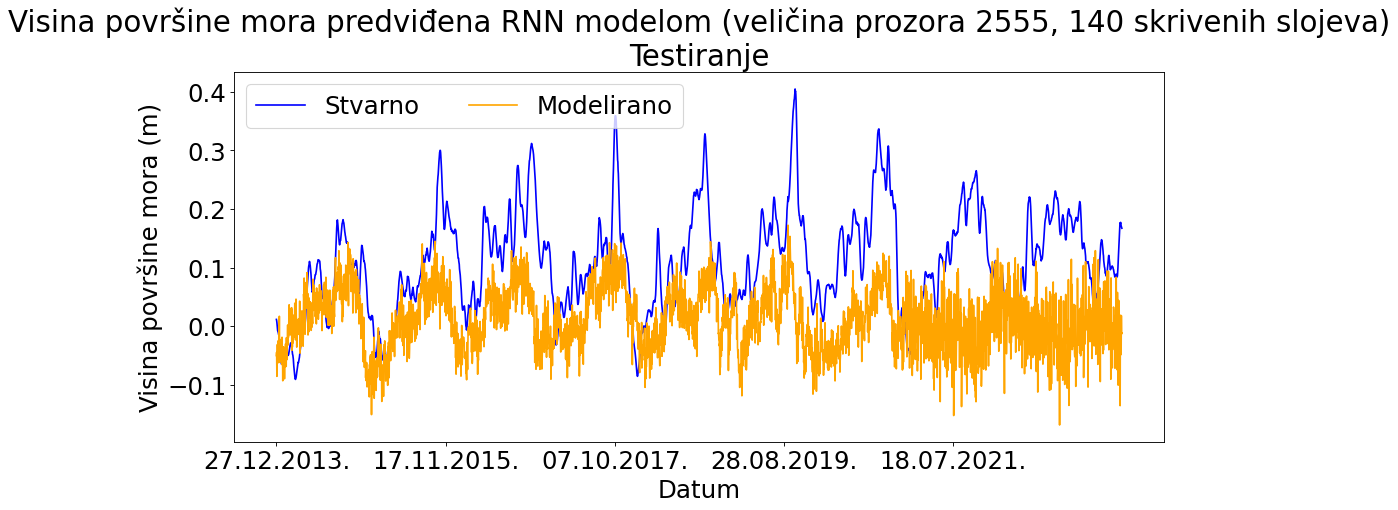 Visina površine mora predviđena RNN modelom (veličina prozora 2555, 140 skrivenih slojeva)
Testiranje
Stvarno
Modelirano
Visina površine mora (m)
0.4
0.3
0.2
0.1
0.0
−0.1
27.12.2013.
17.11.2015.
07.10.2017.
28.08.2019.
18.07.2021.
Datum